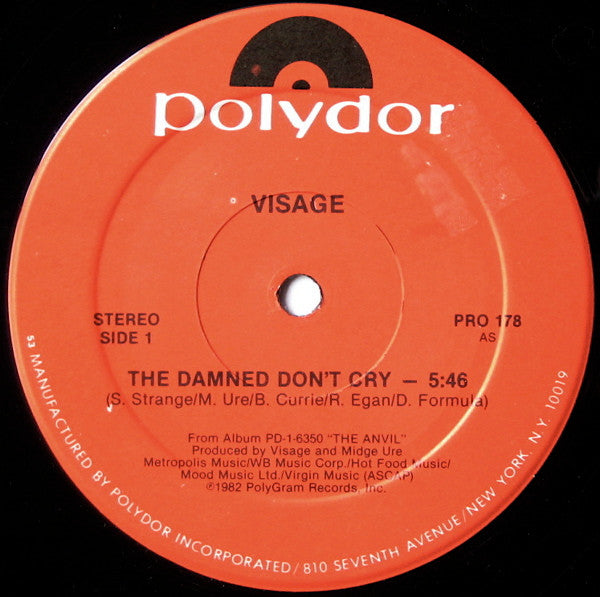 polydor
VISAGE
STEREO
SIDE 1
PRO 178
AS
THE DAMNED DON'T CRY — 5:46
(S. Strange/M. Ure/B. Currie/R. Egan/D. Formula)
From Album PD-1-6350 "THE ANVIL"
Produced by Visage and Midge Ure
Metropolis Music/WB Music Corp./Hot Food Music/
Mood Music Ltd./Virgin Music (ASCAP)
℗1982 PolyGram Records, Inc.
53 MANUFACTURED BY POLYDOR INCORPORATED/810 SEVENTH AVENUE/NEW YORK, N.Y. 10019